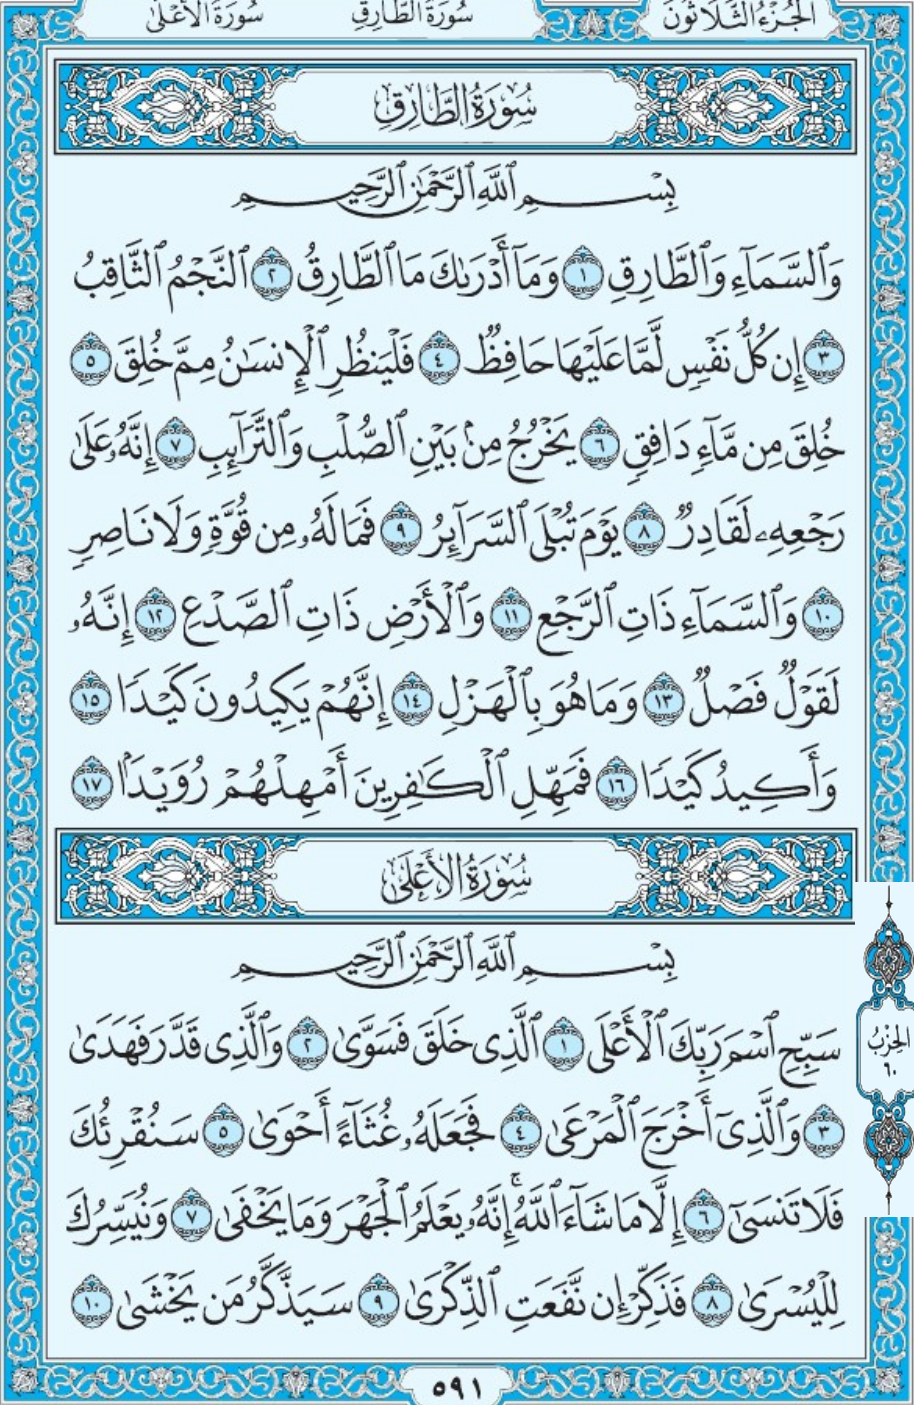 الجُزْءُ الثَّلَاثُونَ سُورَةُ الطَّارِقِ سُورَةُ الأَعْلَىٰ
سُورَةُ الطَّارِقِ
بِسْمِ ٱللَّهِ ٱلرَّحْمَٰنِ ٱلرَّحِيمِ
وَٱلسَّمَآءِ وَٱلطَّارِقِ ١ وَمَآ أَدْرَىٰكَ مَا ٱلطَّارِقُ ٢ ٱلنَّجْمُ ٱلثَّاقِبُ
٣ إِن كُلُّ نَفْسٍ لَّمَّا عَلَيْهَا حَافِظٌ ٤ فَلْيَنظُرِ ٱلْإِنسَٰنُ مِمَّ خُلِقَ ٥
خُلِقَ مِن مَّآءٍ دَافِقٍ ٦ يَخْرُجُ مِنۢ بَيْنِ ٱلصُّلْبِ وَٱلتَّرَآئِبِ ٧ إِنَّهُۥ عَلَىٰ
رَجْعِهِۦ لَقَادِرٌ ٨ يَوْمَ تُبْلَى ٱلسَّرَآئِرُ ٩ فَمَا لَهُۥ مِن قُوَّةٍ وَلَا نَاصِرٍ
١٠ وَٱلسَّمَآءِ ذَاتِ ٱلرَّجْعِ ١١ وَٱلْأَرْضِ ذَاتِ ٱلصَّدْعِ ١٢ إِنَّهُۥ
لَقَوْلٌ فَصْلٌ ١٣ وَمَا هُوَ بِٱلْهَزْلِ ١٤ إِنَّهُمْ يَكِيدُونَ كَيْدًا ١٥
وَأَكِيدُ كَيْدًا ١٦ فَمَهِّلِ ٱلْكَٰفِرِينَ أَمْهِلْهُمْ رُوَيْدًۢا ١٧
سُورَةُ الأَعْلَىٰ
بِسْمِ ٱللَّهِ ٱلرَّحْمَٰنِ ٱلرَّحِيمِ
سَبِّحِ ٱسْمَ رَبِّكَ ٱلْأَعْلَى ١ ٱلَّذِى خَلَقَ فَسَوَّىٰ ٢ وَٱلَّذِى قَدَّرَ فَهَدَىٰ
٣ وَٱلَّذِىٓ أَخْرَجَ ٱلْمَرْعَىٰ ٤ فَجَعَلَهُۥ غُثَآءً أَحْوَىٰ ٥ سَنُقْرِئُكَ
فَلَا تَنسَىٰٓ ٦ إِلَّا مَا شَآءَ ٱللَّهُ ۚ إِنَّهُۥ يَعْلَمُ ٱلْجَهْرَ وَمَا يَخْفَىٰ ٧ وَنُيَسِّرُكَ
لِلْيُسْرَىٰ ٨ فَذَكِّرْ إِن نَّفَعَتِ ٱلذِّكْرَىٰ ٩ سَيَذَّكَّرُ مَن يَخْشَىٰ ١٠
الحِزْبُ
٦٠
٥٩١